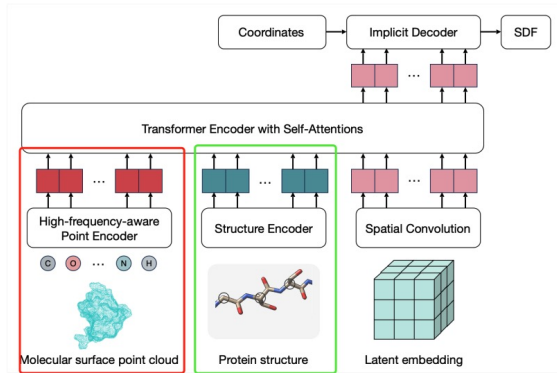 Coordinates
Implicit Decoder
SDF
...
Transformer Encoder with Self-Attentions
...
...
...
High-frequency-aware
Point Encoder
Structure Encoder
Spatial Convolution
C O ... N H
Molecular surface point cloud
Protein structure
Latent embedding